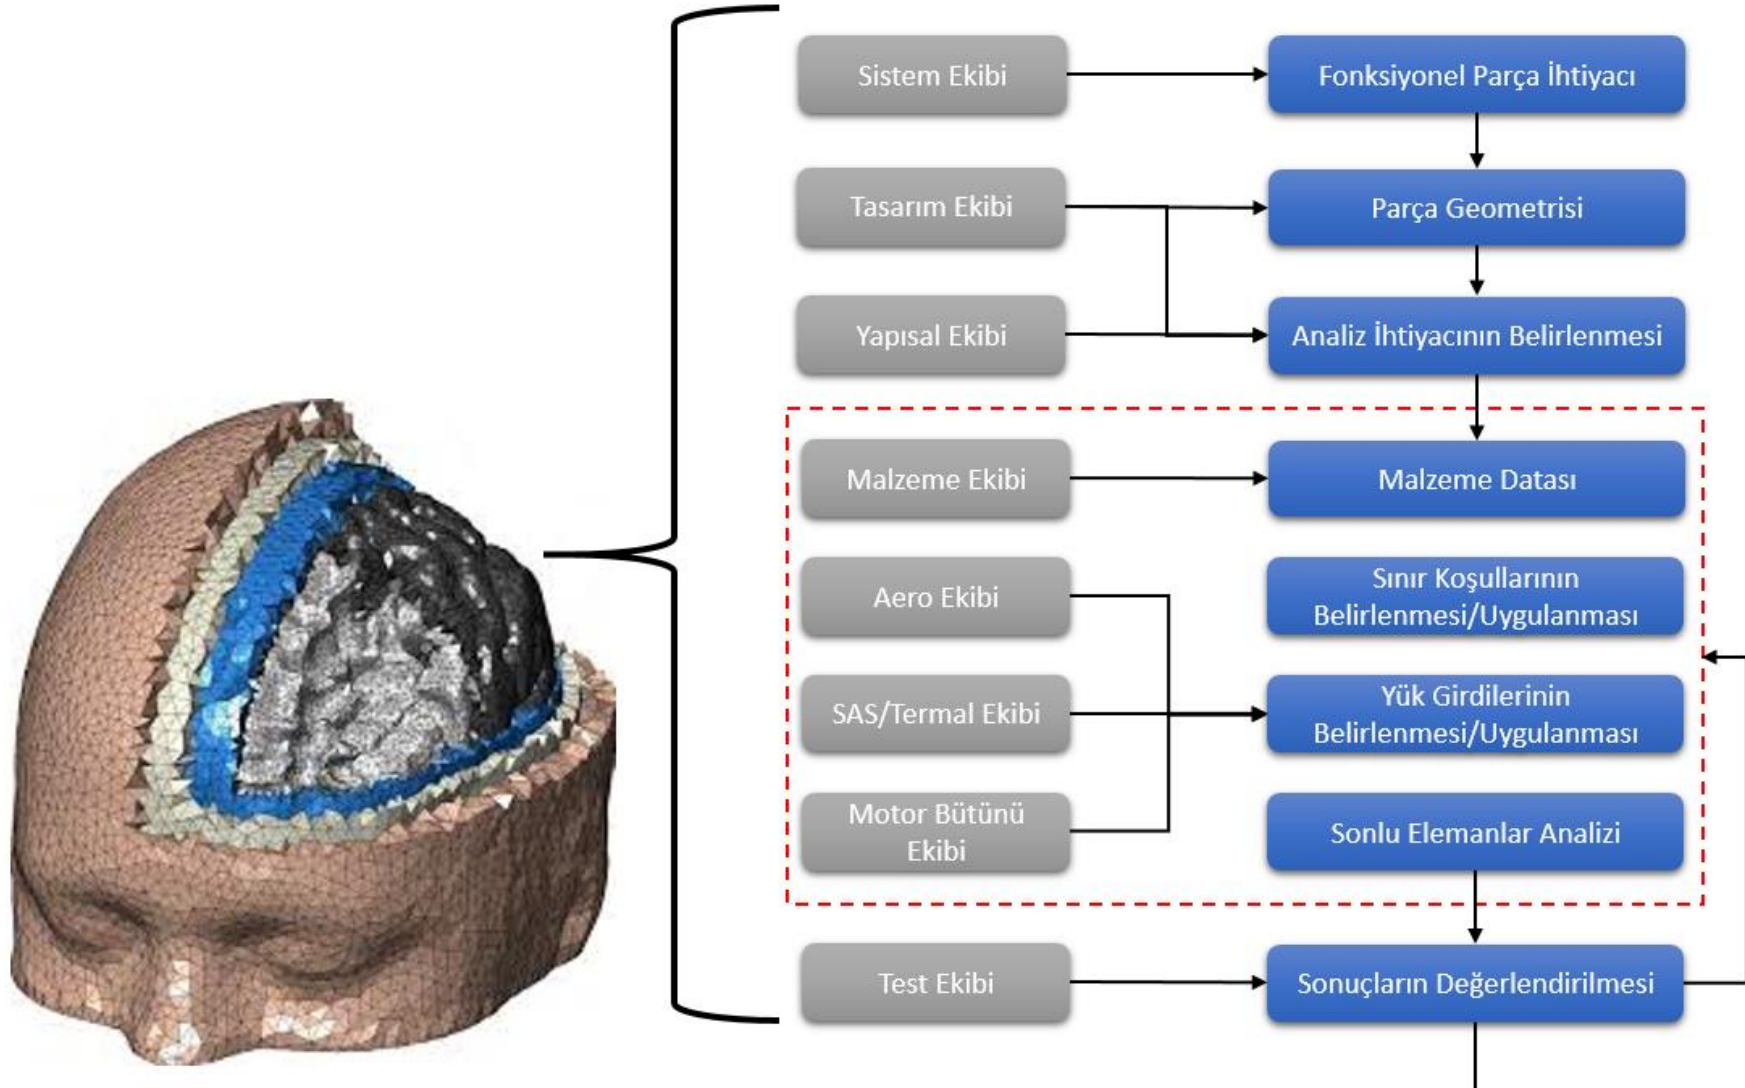 Sistem Ekibi
Fonksiyonel Parça İhtiyacı
Tasarım Ekibi
Parça Geometrisi
Yapısal Ekibi
Analiz İhtiyacının Belirlenmesi
Malzeme Ekibi
Malzeme Datası
Aero Ekibi
Sınır Koşullarının
Belirlenmesi/Uygulanması
SAS/Termal Ekibi
Yük Girdilerinin
Belirlenmesi/Uygulanması
Motor Bütünü
Ekibi
Sonlu Elemanlar Analizi
Test Ekibi
Sonuçların Değerlendirilmesi